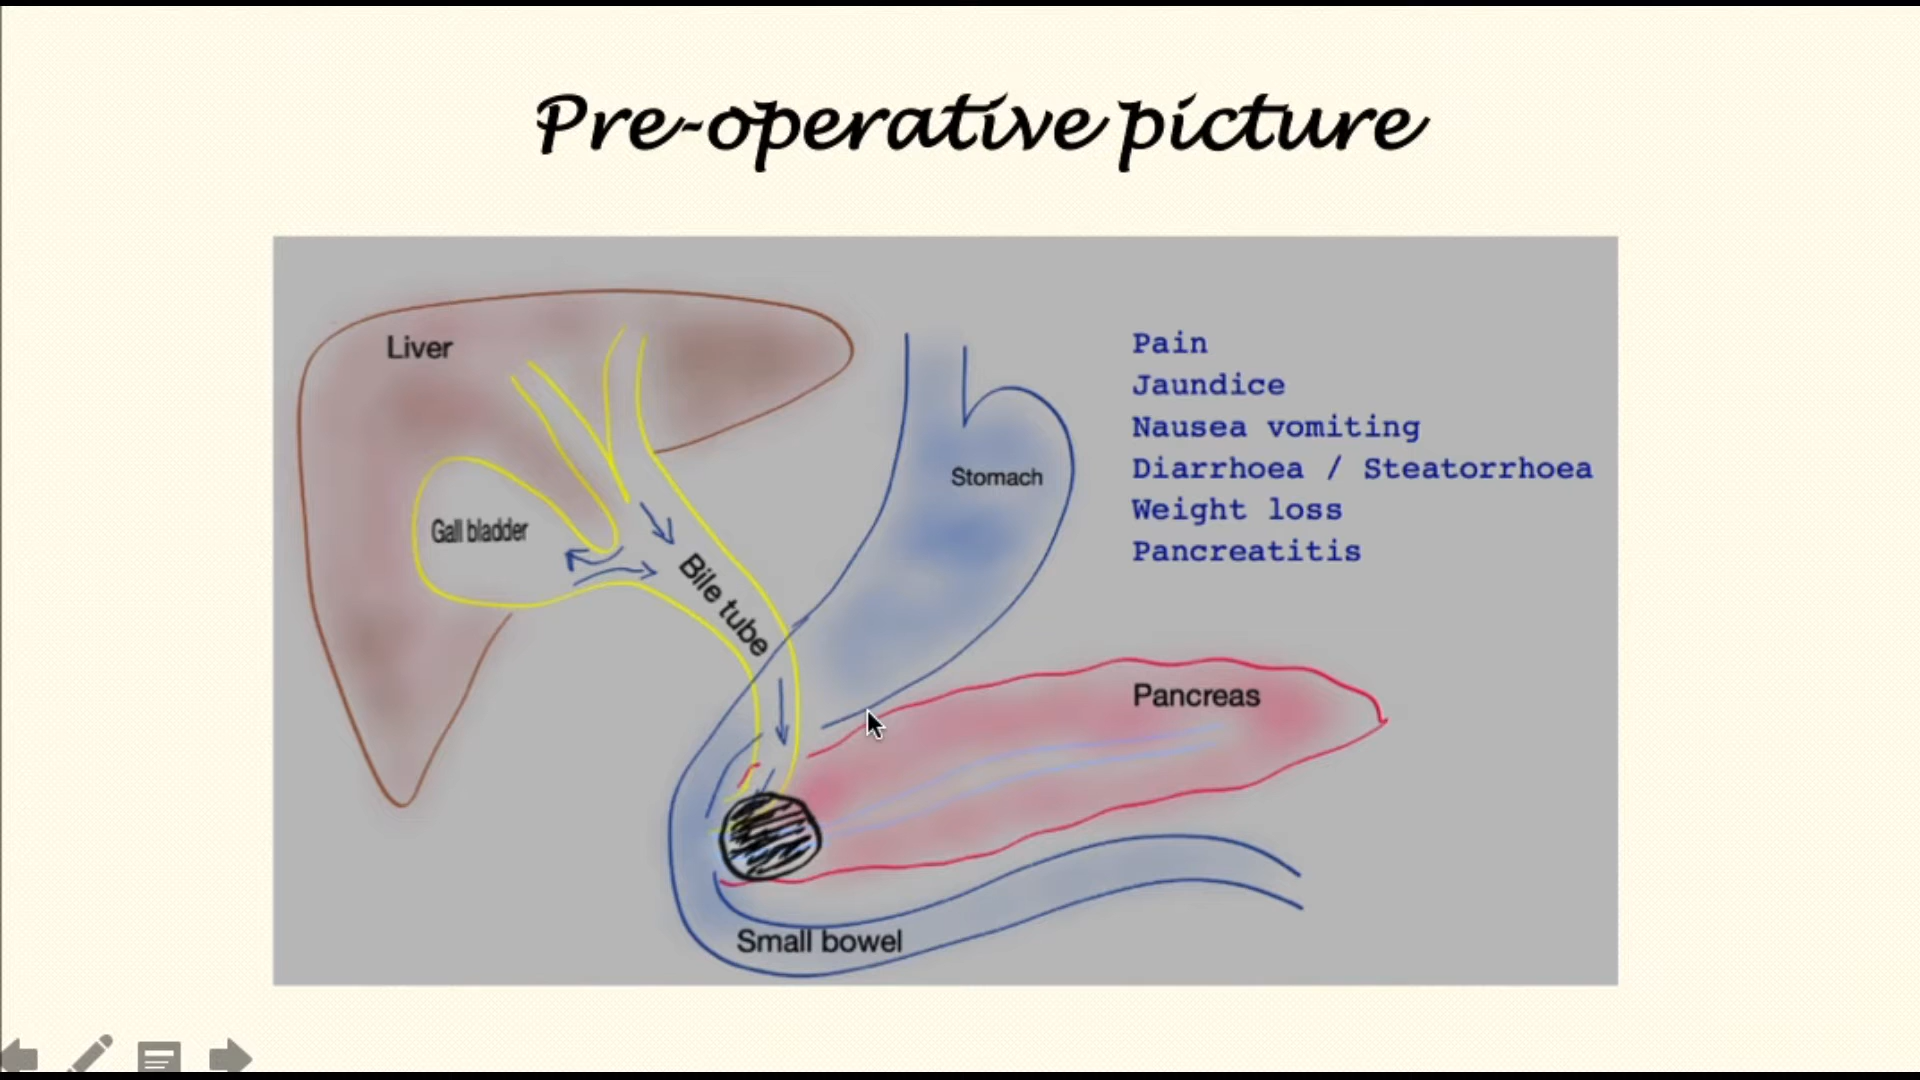 Pre-operative picture
Liver
Gall bladder
Bile tube
Stomach
Pain
Jaundice
Nausea vomiting
Diarrhoea / Steatorrhoea
Weight loss
Pancreatitis
Pancreas
Small bowel